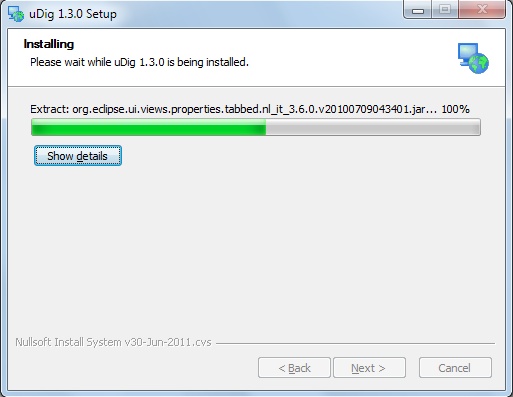 uDig 1.3.0 Setup
Installing
Please wait while uDig 1.3.0 is being installed.
Extract: org.eclipse.ui.views.properties.tabbed.nl_it_3.6.0.v20100709043401.jar... 100%
Show details
Nullsoft Install System v30-Jun-2011.cvs
< Back
Next >
Cancel